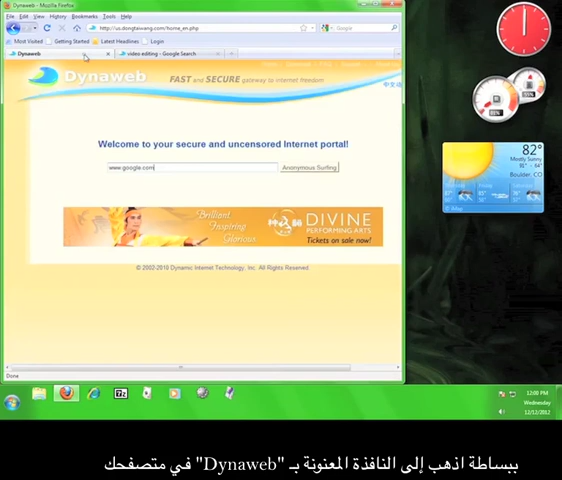 Dynaweb - Mozilla Firefox
File Edit View History Bookmarks Tools Help
http://us.dongtaiwang.com/home_en.php
Google
Most Visited Getting Started Latest Headlines Login
Dynaweb
video editing - Google Search
Dynaweb
FAST and SECURE gateway to internet freedom
Welcome to your secure and uncensored Internet portal!
www.google.com
Anonymous Surfing
Brilliant
Inspiring
Glorious
DIVINE
PERFORMING ARTS
Tickets on sale now!
© 2002-2010 Dynamic Internet Technology, Inc. All Rights Reserved
Done
82°
Mostly Sunny
91° - 64°
Boulder, CO
12:00 PM
Wednesday
12/12/2012
ببساطة اذهب إلى النافذة المعنونة بـ "Dynaweb" في متصفحك